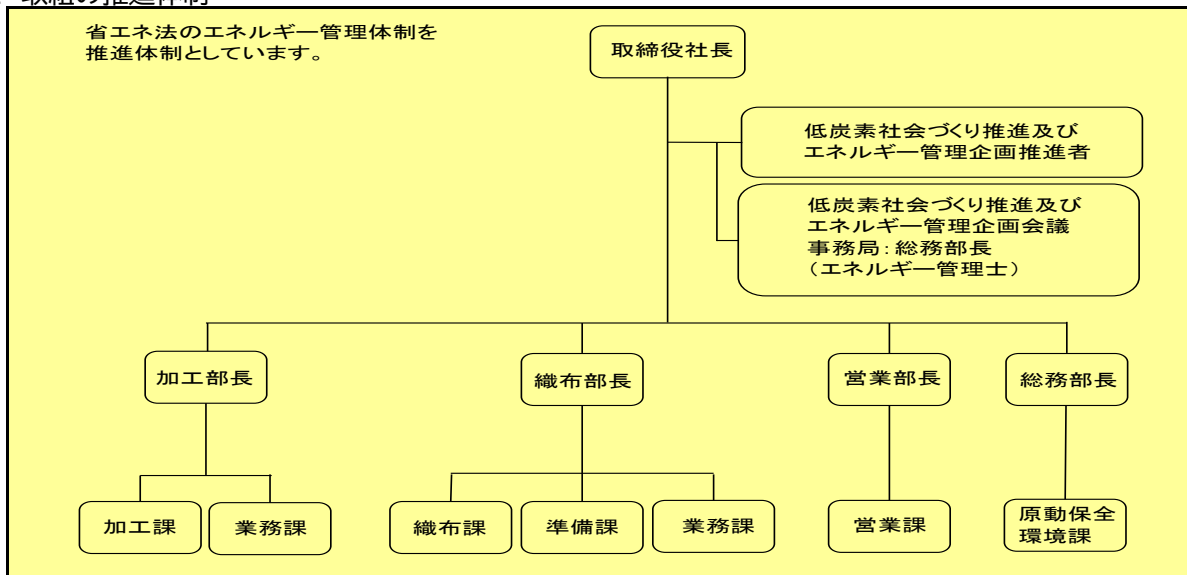 取組の推進体制
省エネ法のエネルギー管理体制を
推進体制としています。
取締役社長
低炭素社会づくり推進及び
エネルギー管理企画推進者
低炭素社会づくり推進及び
エネルギー管理企画会議
事務局：総務部長
（エネルギー管理士）
加工部長
織布部長
営業部長
総務部長
加工課
業務課
織布課
準備課
業務課
営業課
原動保全
環境課